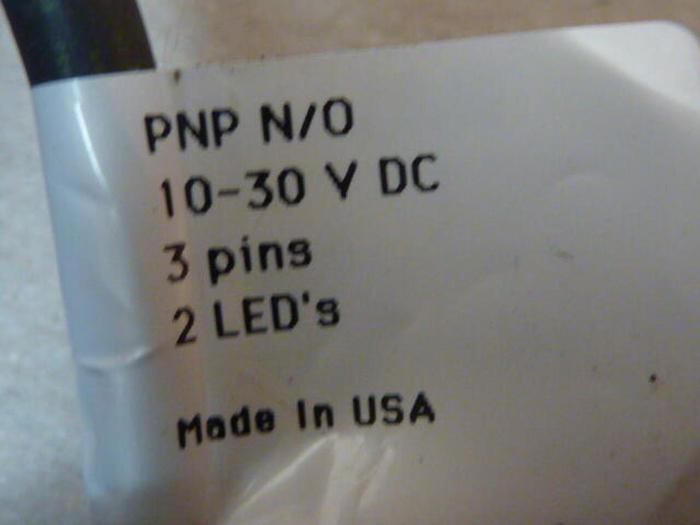 PNP N/O
10-30 V DC
3 pins
2 LED's
Made In USA